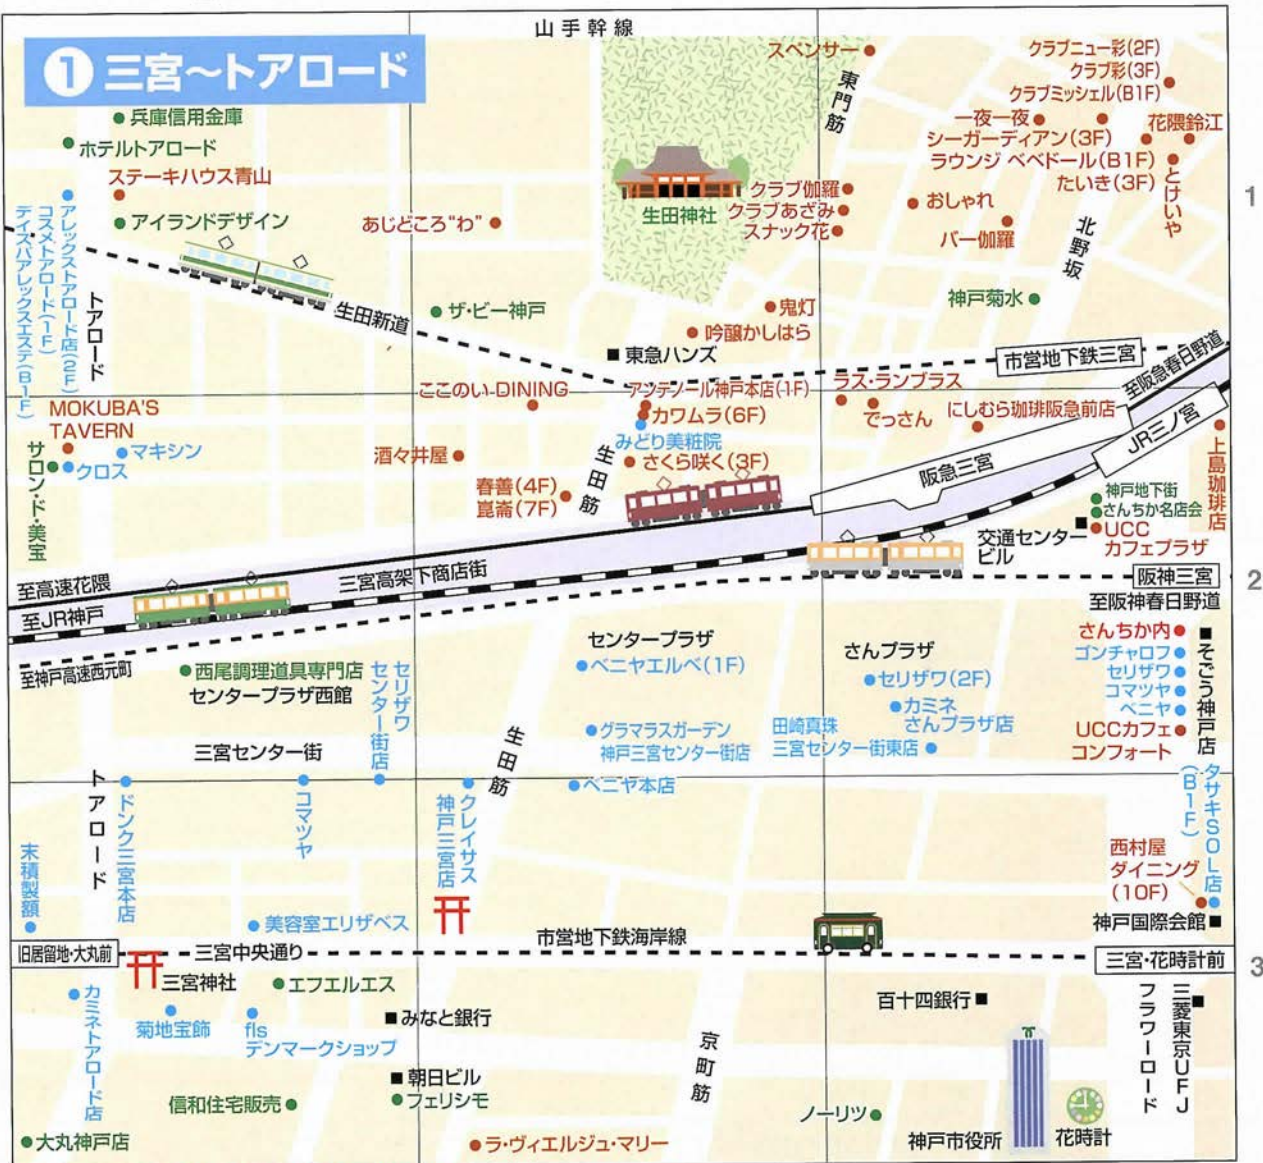 山手幹線
① 三宮～トアロード
兵庫信用金庫
ホテルトアロード
ステーキハウス青山
アイランドデザイン
アレックストアロード店(2F)
コスメトアロード(1F)
デイスパアレックスエステ(B1F)
トアロード
あじどころ“わ”
生田新道
ザ・ビー神戸
生田神社
スペンサー
東門筋
クラブニュー彩(2F)
クラブ彩(3F)
クラブミッシェル(B1F)
一夜一夜
シーガーディアン(3F)
花隈鈴江
ラウンジ ベベドール(B1F)
たいき(3F)
とけいや
クラブ伽羅
クラブあざみ
スナック花
おしゃれ
バー伽羅
北野坂
1
鬼灯
吟醸かしはら
神戸菊水
東急ハンズ
市営地下鉄三宮
至阪急春日野道
MOKUBA'S
TAVERN
マキシン
クロス
サロン・ド・美宝
ここのい DINING
アンテノール神戸本店(1F)
カワムラ(6F)
みどり美粧院
さくら咲く(3F)
酒々井屋
春善(4F)
崑崙(7F)
生田筋
ラス・ランブラス
でっさん
にしむら珈琲阪急前店
阪急三宮
JR三ノ宮
上島珈琲店
神戸地下街
さんちか名店会
UCC
カフェプラザ
交通センター
ビル
至高速花隈
至JR神戸
三宮高架下商店街
阪神三宮
2
至阪神春日野道
至神戸高速西元町
西尾調理道具専門店
センタープラザ西館
セリザワ
センター街店
三宮センター街
センタープラザ
ベニヤエルベ(1F)
グラマラスガーデン
神戸三宮センター街店
生田筋
さんプラザ
セリザワ(2F)
カミネ
さんプラザ店
田崎真珠
三宮センター街東店
さんちか内
ゴンチャロフ
セリザワ
コマツヤ
ベニヤ
UCCカフェ
コンフォート
そごう神戸店
トアロード
ドンク三宮本店
コマツヤ
クレイサス
神戸三宮店
ベニヤ本店
タサキSOL店
(B1F)
西村屋
ダイニング
(10F)
末積製額
美容室エリザベス
神戸国際会館
旧居留地・大丸前
三宮中央通り
市営地下鉄海岸線
三宮・花時計前
3
三宮神社
エフエルエス
カミネトアロード店
菊地宝飾
fls
デンマークショップ
みなと銀行
百十四銀行
三菱東京UFJ
フラワーロード
京町筋
朝日ビル
フェリシモ
信和住宅販売
ノーリツ
大丸神戸店
ラ・ヴィエルジュ・マリー
神戸市役所
花時計